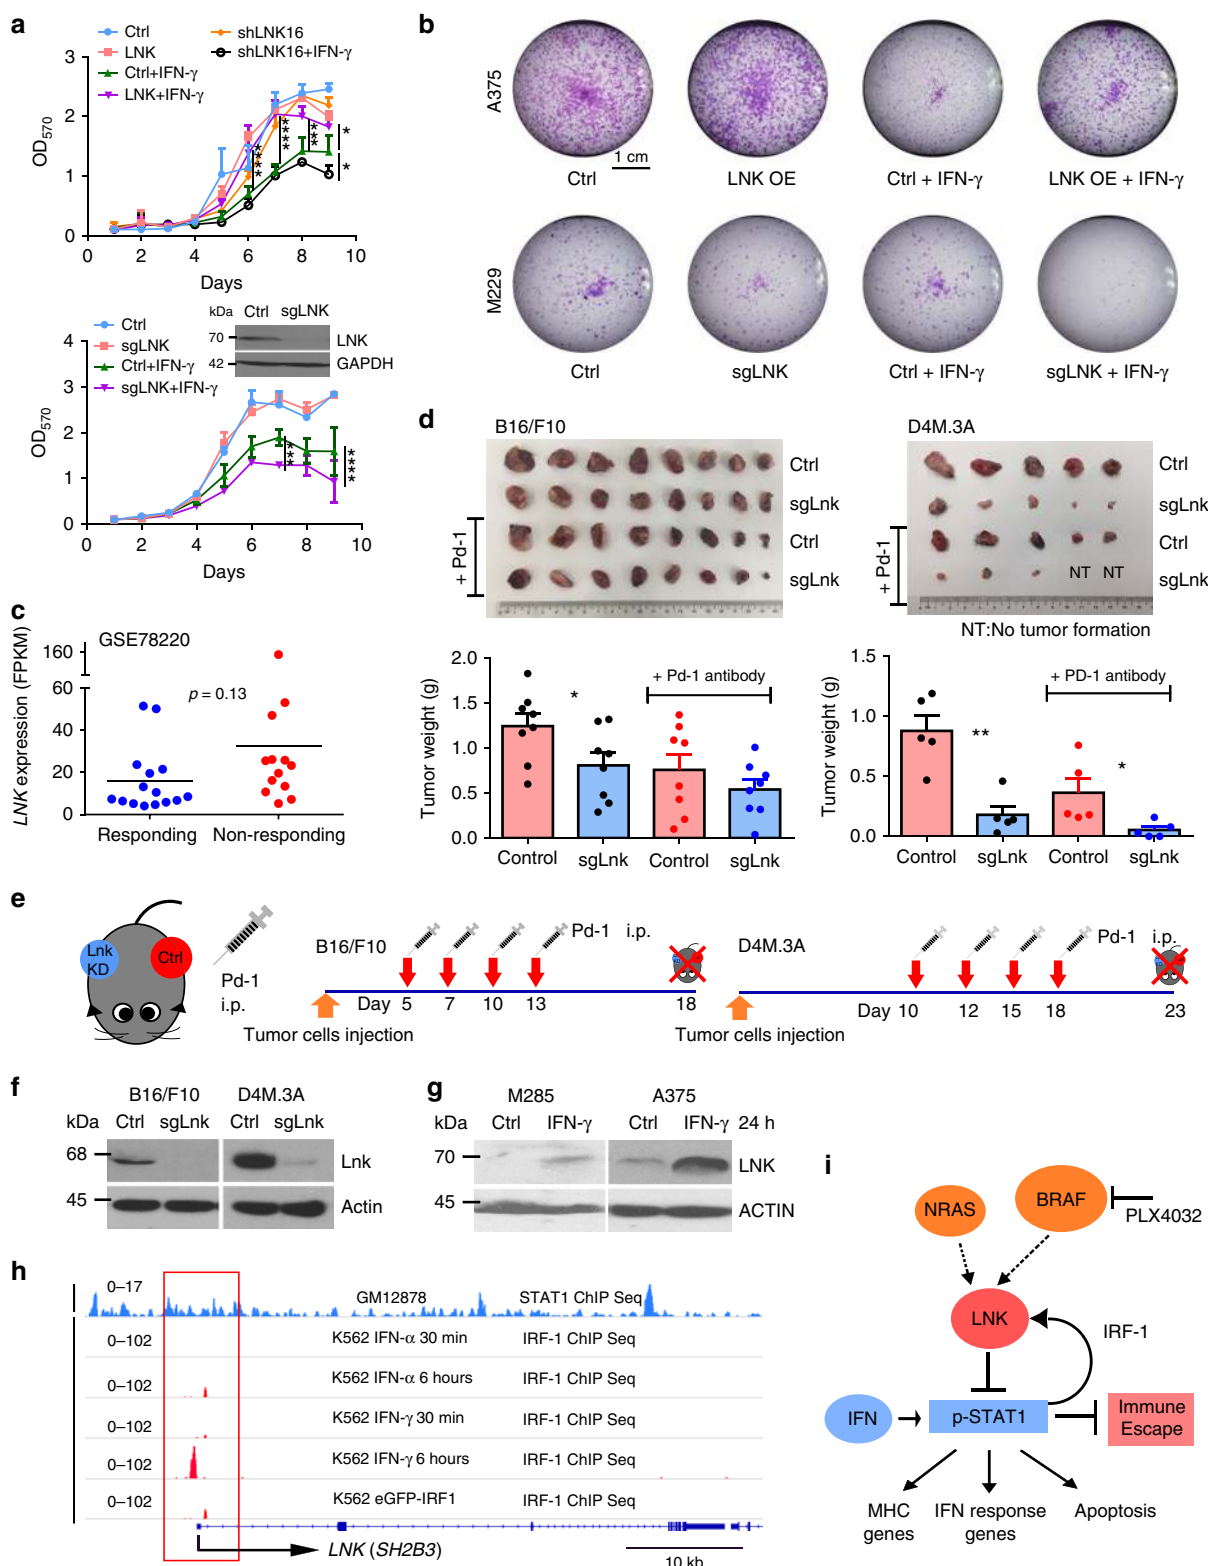 a
Ctrl
LNK
Ctrl+IFN-γ
LNK+IFN-γ
shLNK16
shLNK16+IFN-γ
3
2
1
0
OD570
****
****
***
*
*
0 2 4 6 8 10
Days
kDa
Ctrl sgLNK
70
LNK
42
GAPDH
Ctrl
sgLNK
Ctrl+IFN-γ
sgLNK+IFN-γ
4
3
2
1
0
OD570
***
****
0 2 4 6 8 10
Days
b
A375
1 cm
Ctrl
LNK OE
Ctrl + IFN-γ
LNK OE + IFN-γ
M229
Ctrl
sgLNK
Ctrl + IFN-γ
sgLNK + IFN-γ
c
GSE78220
LNK expression (FPKM)
160
60
40
20
0
p = 0.13
Responding
Non-responding
d
B16/F10
Ctrl
sgLnk
Ctrl
sgLnk
+ Pd-1
D4M.3A
Ctrl
sgLnk
Ctrl
sgLnk
+ Pd-1
NT NT
NT:No tumor formation
Tumor weight (g)
2.0
1.5
1.0
0.5
0.0
*
+ Pd-1 antibody
Control
sgLnk
Control
sgLnk
Tumor weight (g)
1.5
1.0
0.5
0.0
**
+ PD-1 antibody
*
Control
sgLnk
Control
sgLnk
e
Lnk
KD
Ctrl
Pd-1
i.p.
B16/F10
Pd-1 i.p.
Day 5 7 10 13 18
Tumor cells injection
D4M.3A
Pd-1 i.p.
Day 10 12 15 18 23
Tumor cells injection
f
B16/F10 D4M.3A
kDa Ctrl sgLnk Ctrl sgLnk
68
Lnk
45
Actin
g
M285 A375
kDa Ctrl IFN-γ Ctrl IFN-γ 24 h
70
LNK
45
ACTIN
h
0–17 GM12878 STAT1 ChIP Seq
0–102 K562 IFN-α 30 min IRF-1 ChIP Seq
0–102 K562 IFN-α 6 hours IRF-1 ChIP Seq
0–102 K562 IFN-γ 30 min IRF-1 ChIP Seq
0–102 K562 IFN-γ 6 hours IRF-1 ChIP Seq
0–102 K562 eGFP-IRF1 IRF-1 ChIP Seq
LNK (SH2B3)
10 kb
i
NRAS
BRAF
PLX4032
LNK
IRF-1
IFN
p-STAT1
Immune
Escape
MHC
genes
IFN response
genes
Apoptosis